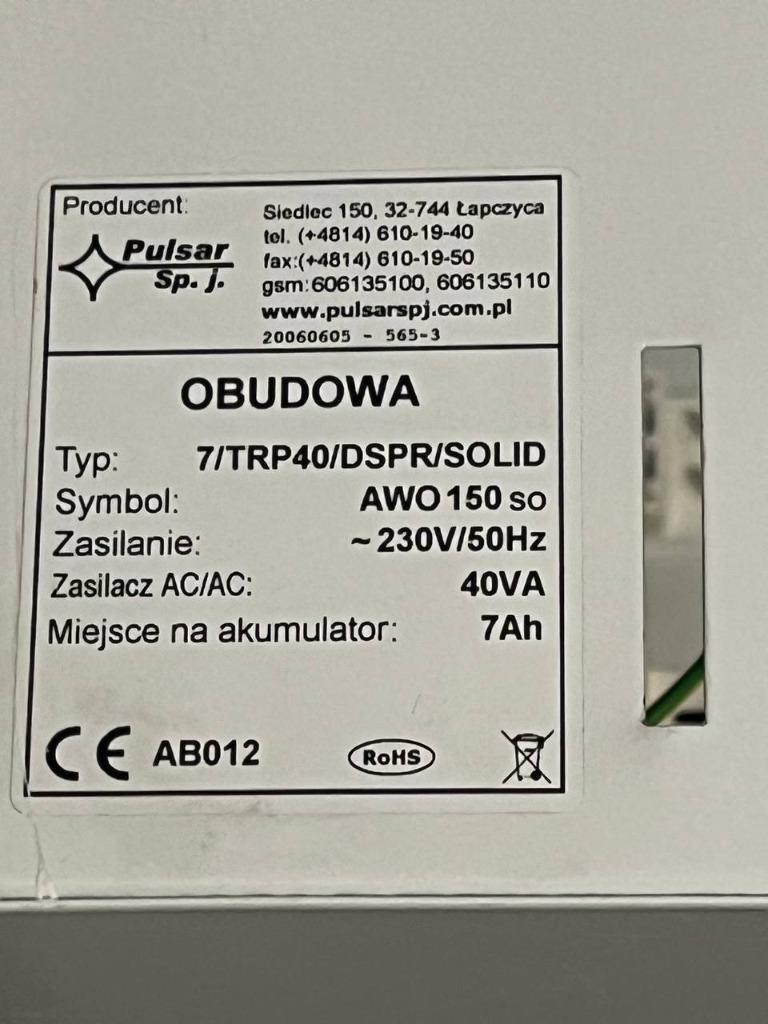 Producent:
Pulsar
Sp. j.
Siedlec 150, 32-744 Łapczyca
tel. (+4814) 610-19-40
fax:(+4814) 610-19-50
gsm:606135100, 606135110
www.pulsarspj.com.pl
20060605 - 565-3
OBUDOWA
Typ: 7/TRP40/DSPR/SOLID
Symbol: AWO 150 so
Zasilanie: ~ 230V/50Hz
Zasilacz AC/AC: 40VA
Miejsce na akumulator: 7Ah
CE AB012 RoHS